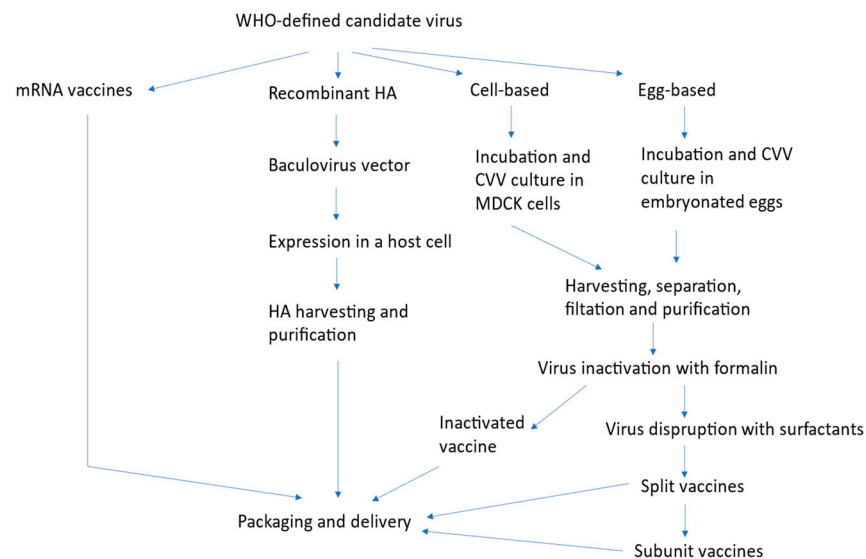 WHO-defined candidate virus
mRNA vaccines
Recombinant HA
Cell-based
Egg-based
Baculovirus vector
Incubation and
CVV culture in
MDCK cells
Incubation and CVV
culture in
embryonated eggs
Expression in a host cell
HA harvesting and
purification
Harvesting, separation,
filtation and purification
Virus inactivation with formalin
Inactivated
vaccine
Virus dispruption with surfactants
Split vaccines
Packaging and delivery
Subunit vaccines